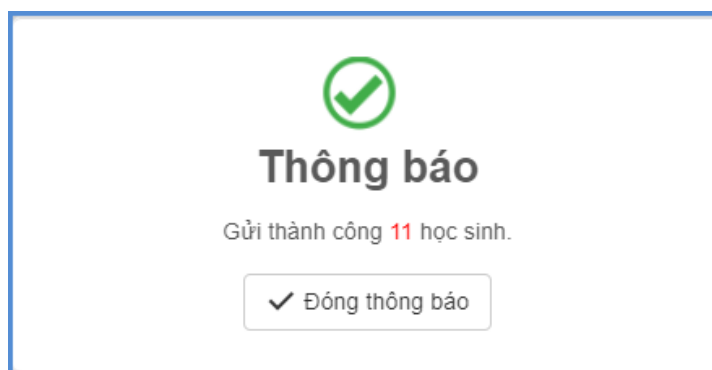 Thông báo
Gửi thành công 11 học sinh.
Đóng thông báo